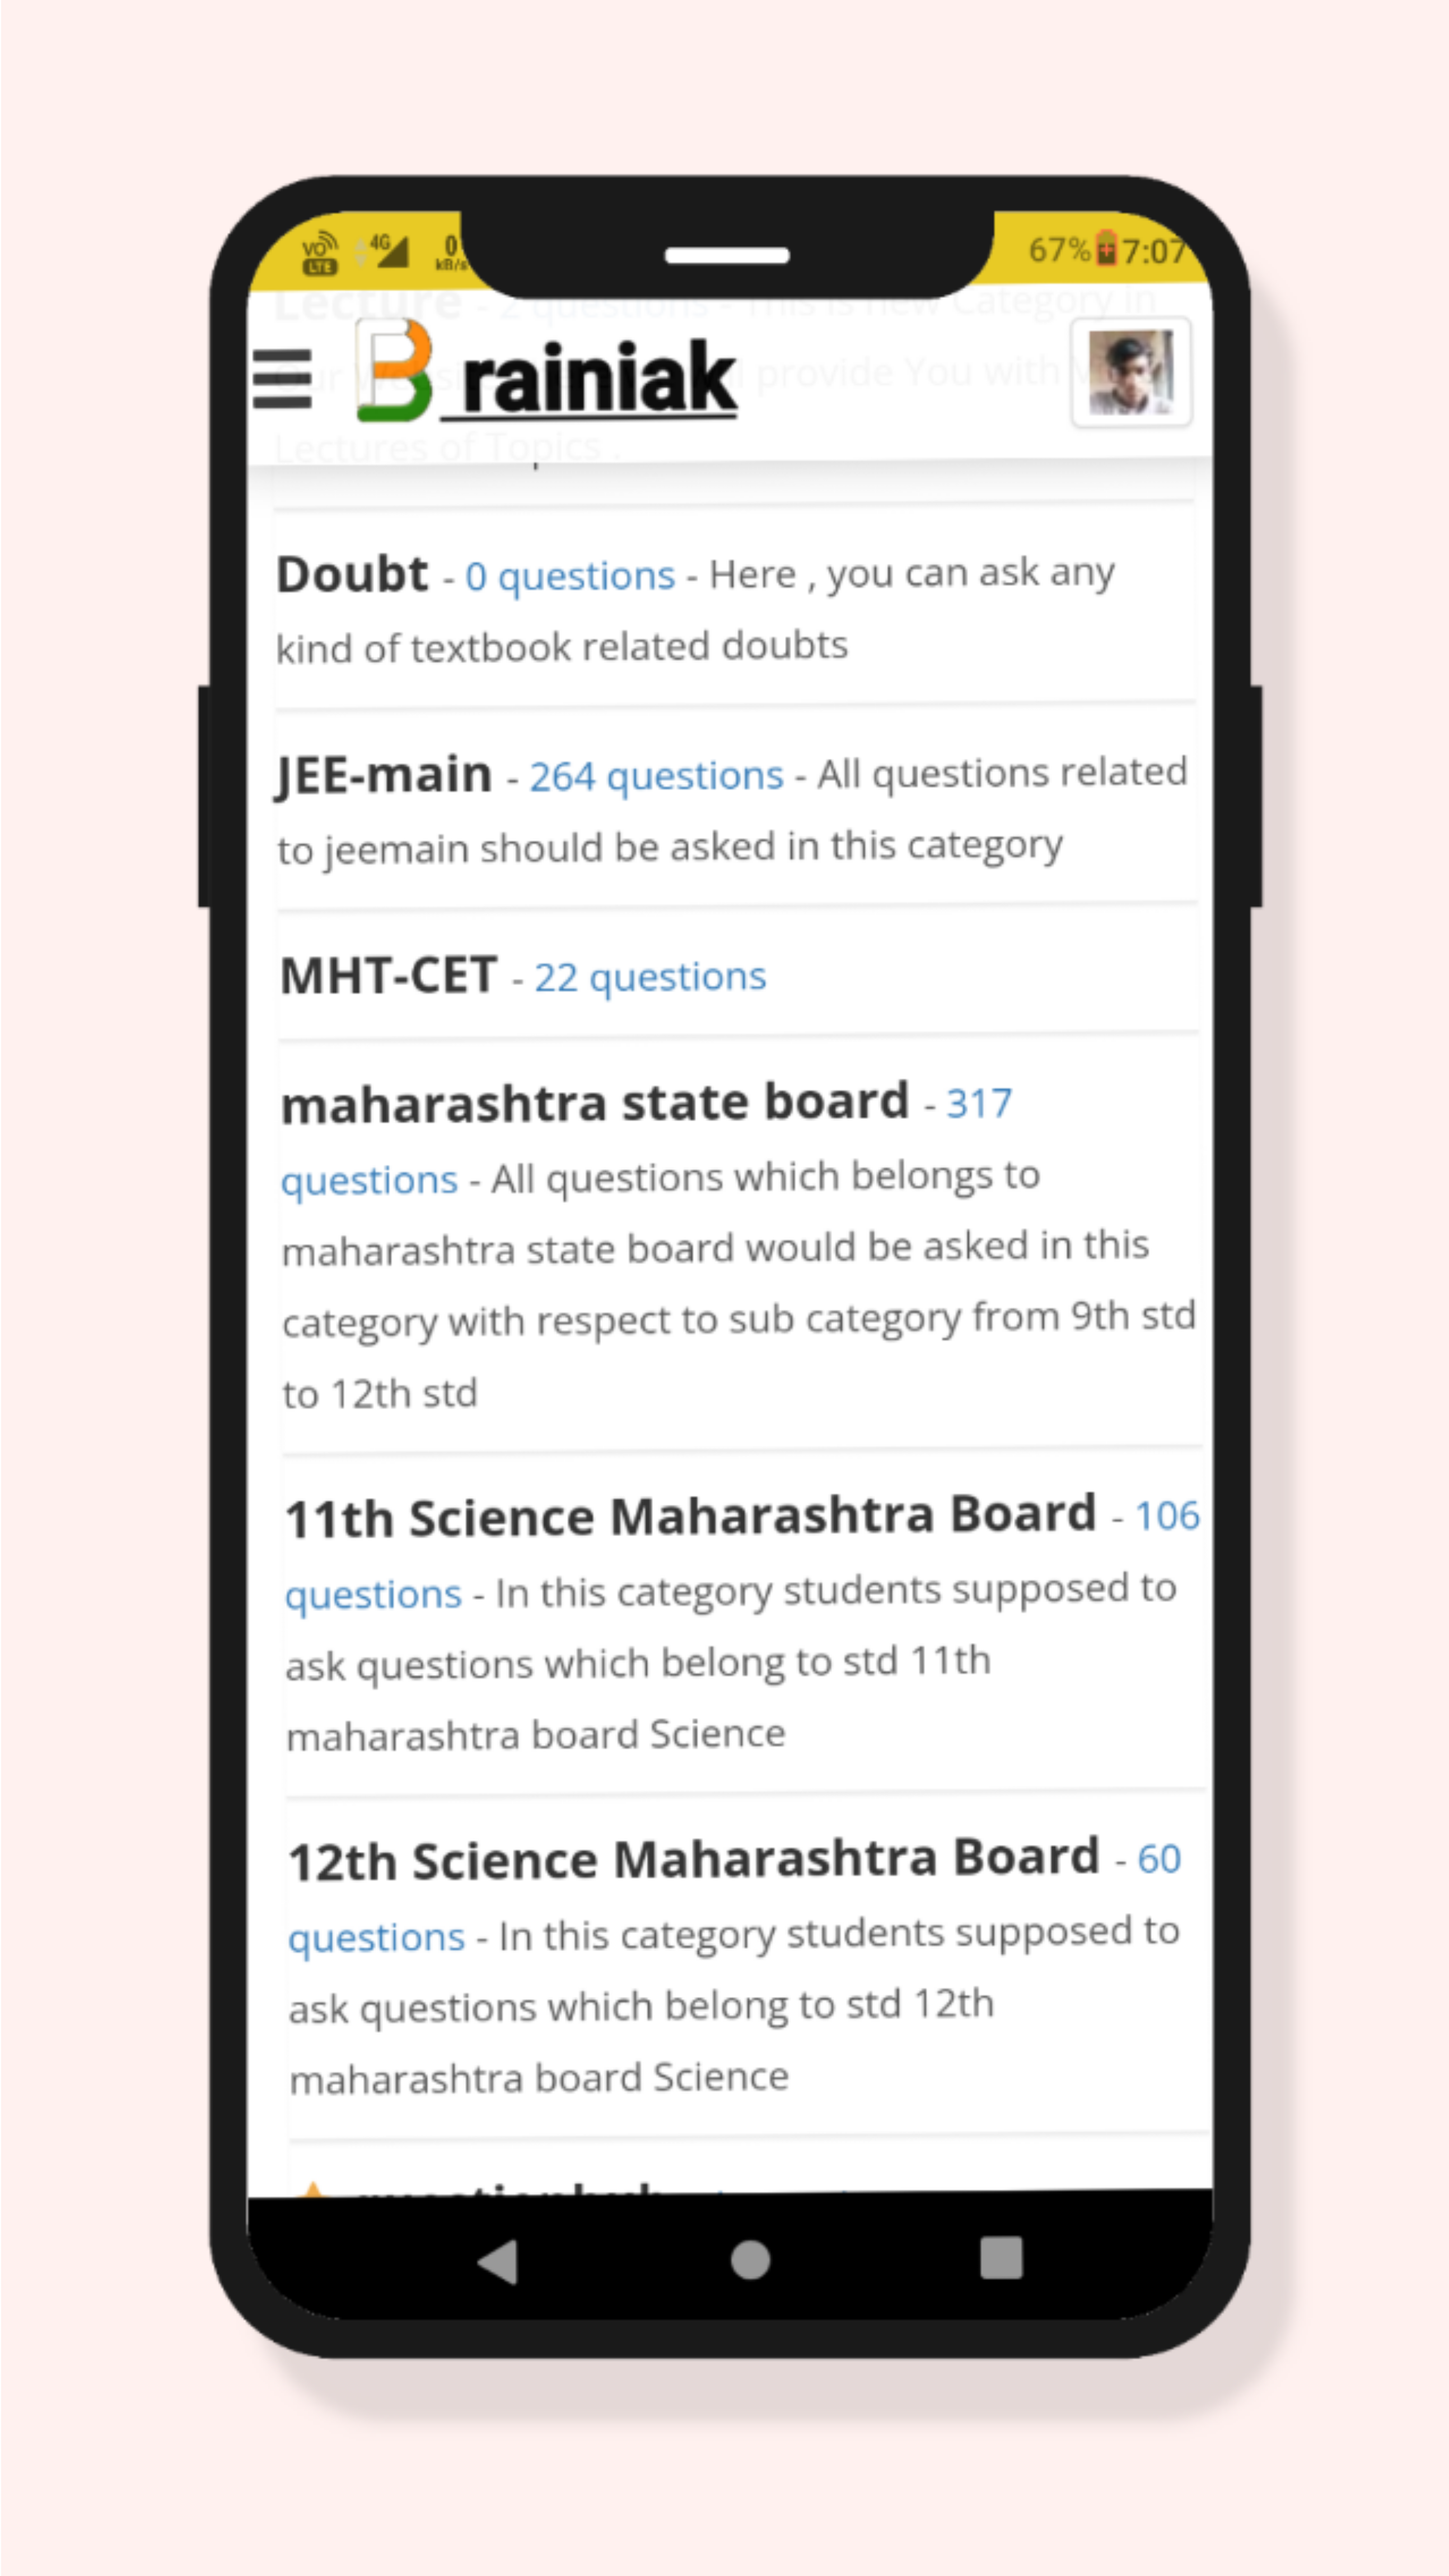 VO LTE 4G 0 kB/s 67% 7:07
Lecture - 2 questions - This is new Category in
provide You with
Lectures of Topics .
Brainiak
Doubt - 0 questions - Here , you can ask any
kind of textbook related doubts
JEE-main - 264 questions - All questions related
to jeemain should be asked in this category
MHT-CET - 22 questions
maharashtra state board - 317
questions - All questions which belongs to
maharashtra state board would be asked in this
category with respect to sub category from 9th std
to 12th std
11th Science Maharashtra Board - 106
questions - In this category students supposed to
ask questions which belong to std 11th
maharashtra board Science
12th Science Maharashtra Board - 60
questions - In this category students supposed to
ask questions which belong to std 12th
maharashtra board Science